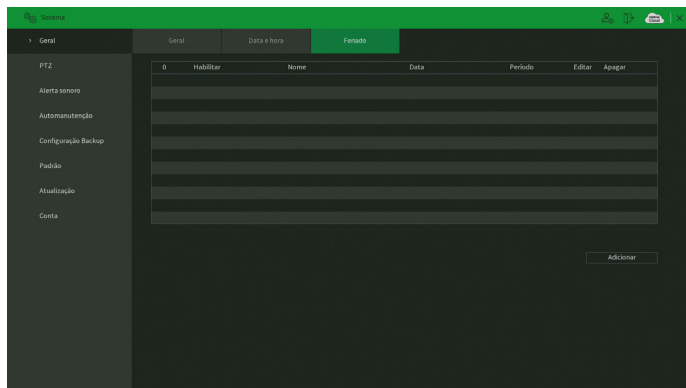 Sistema
> Geral
Geral
Data e hora
Feriado
PTZ
0 Habilitar Nome Data Período Editar Apagar
Alerta sonoro
Automanutenção
Configuração Backup
Padrão
Atualização
Conta
Adicionar